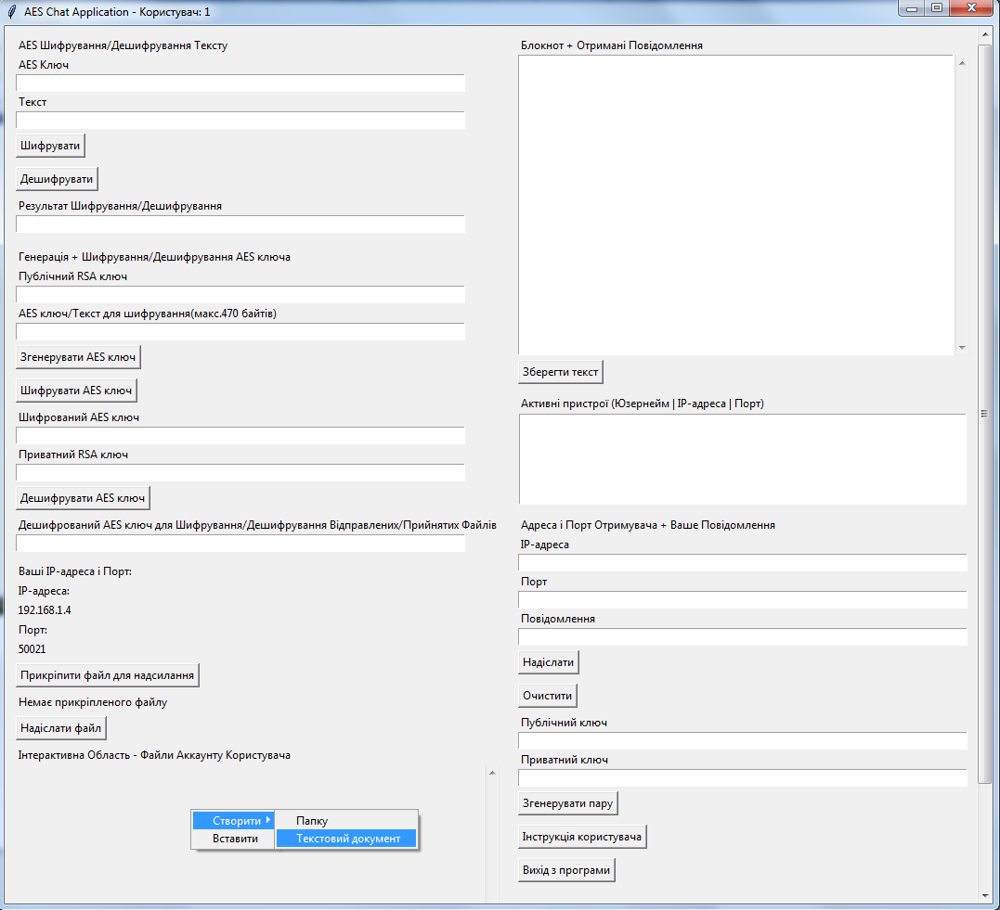 AES Chat Application - Користувач: 1
AES Шифрування/Дешифрування Тексту
AES Ключ
Текст
Шифрувати
Дешифрувати
Результат Шифрування/Дешифрування
Генерація + Шифрування/Дешифрування AES ключа
Публічний RSA ключ
AES ключ/Текст для шифрування(макс.470 байтів)
Згенерувати AES ключ
Шифрувати AES ключ
Шифрований AES ключ
Приватний RSA ключ
Дешифрувати AES ключ
Дешифрований AES ключ для Шифрування/Дешифрування Відправлених/Прийнятих Файлів
Ваші IP-адреса і Порт:
IP-адреса:
192.168.1.4
Порт:
50021
Прикріпити файл для надсилання
Немає прикріпленого файлу
Надіслати файл
Інтерактивна Область - Файли Аккаунту Користувача
Створити
Вставити
Папку
Текстовий документ
Блокнот + Отримані Повідомлення
Зберегти текст
Активні пристрої (Юзернейм | IP-адреса | Порт)
Адреса і Порт Отримувача + Ваше Повідомлення
IP-адреса
Порт
Повідомлення
Надіслати
Очистити
Публічний ключ
Приватний ключ
Згенерувати пару
Інструкція користувача
Вихід з програми